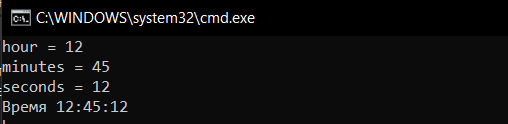 C:\WINDOWS\system32\cmd.exe
hour = 12
minutes = 45
seconds = 12
Время 12:45:12